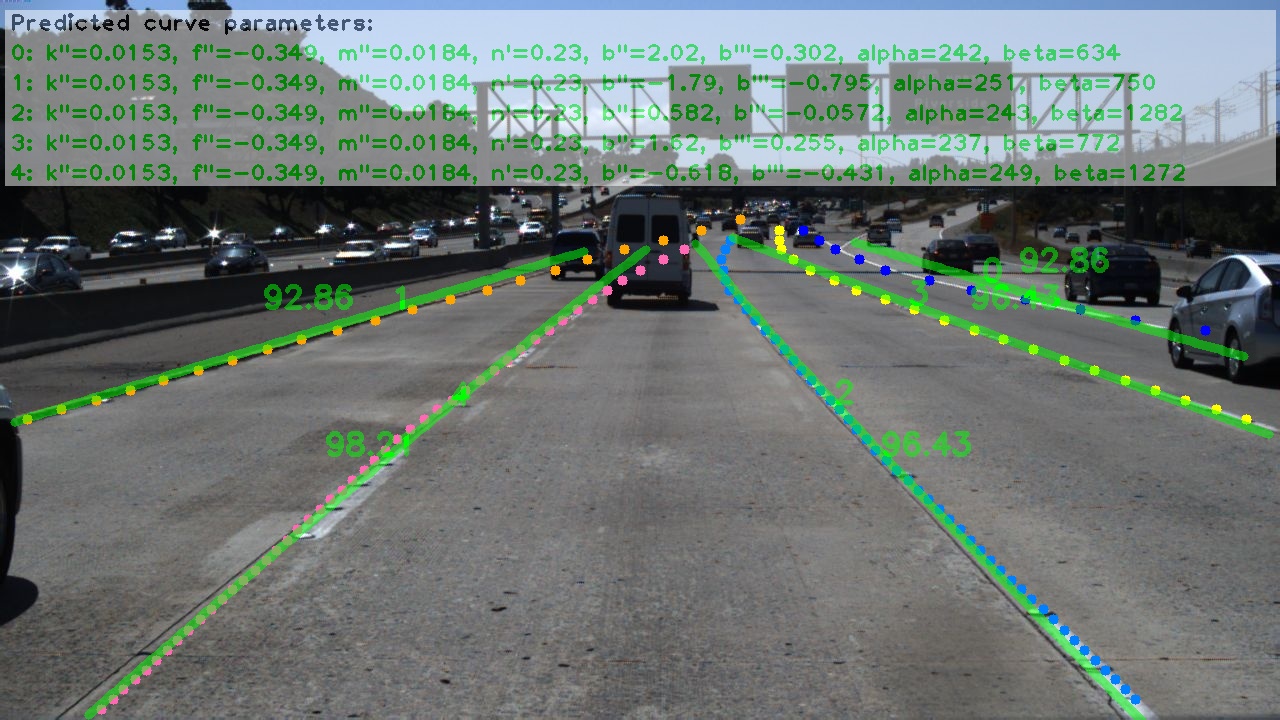 Predicted curve parameters:
0: k''=0.0153, f''=-0.349, m''=0.0184, n'=0.23, b''=2.02, b'''=0.302, alpha=242, beta=634
1: k''=0.0153, f''=-0.349, m''=0.0184, n'=0.23, b''=-1.79, b'''=-0.795, alpha=251, beta=750
2: k''=0.0153, f''=-0.349, m''=0.0184, n'=0.23, b''=0.582, b'''=-0.0572, alpha=243, beta=1282
3: k''=0.0153, f''=-0.349, m''=0.0184, n'=0.23, b''=1.62, b'''=0.255, alpha=237, beta=772
4: k''=0.0153, f''=-0.349, m''=0.0184, n'=0.23, b''=-0.618, b'''=-0.431, alpha=249, beta=1272
0 92.86
92.86 1
3 96.43
4
2
98.21
96.43